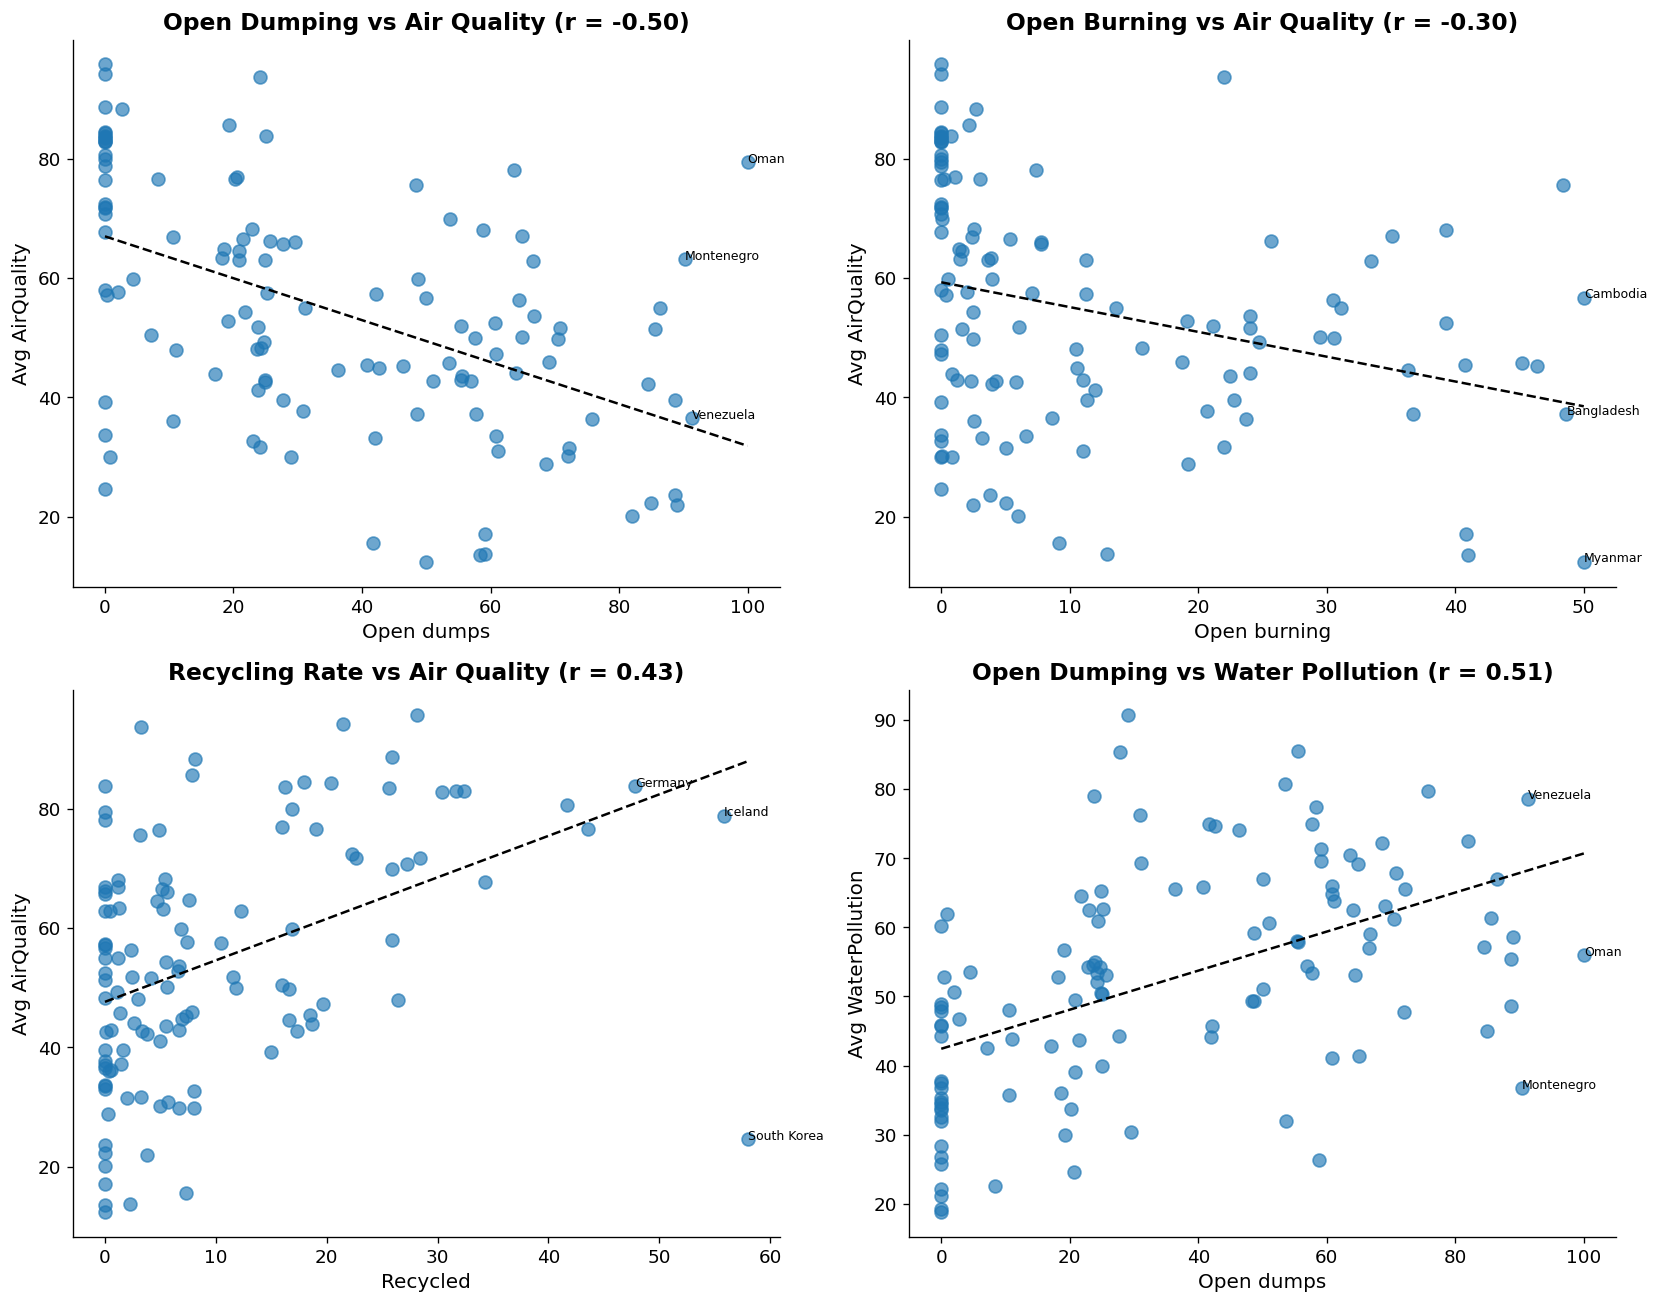 Open Dumping vs Air Quality (r = -0.50)
Avg AirQuality
80
60
40
20
Oman
Montenegro
Venezuela
0 20 40 60 80 100
Open dumps
Open Burning vs Air Quality (r = -0.30)
Avg AirQuality
80
60
40
20
Cambodia
Bangladesh
Myanmar
0 10 20 30 40 50
Open burning
Recycling Rate vs Air Quality (r = 0.43)
Avg AirQuality
80
60
40
20
Germany
Iceland
South Korea
0 10 20 30 40 50 60
Recycled
Open Dumping vs Water Pollution (r = 0.51)
Avg WaterPollution
90
80
70
60
50
40
30
20
Venezuela
Oman
Montenegro
0 20 40 60 80 100
Open dumps